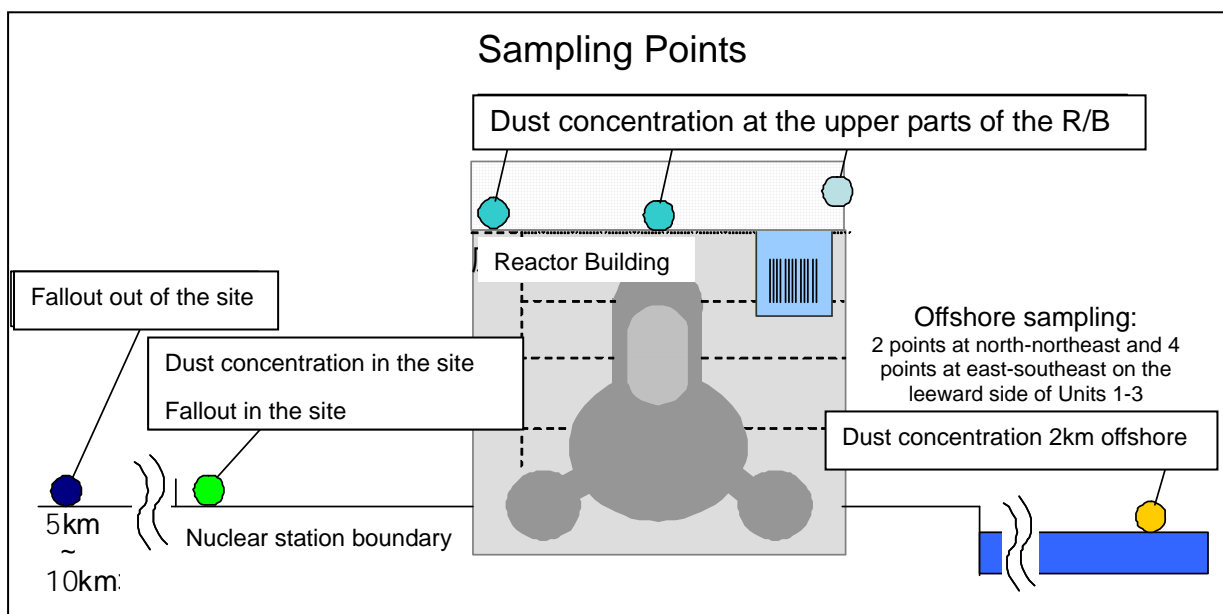 Sampling Points
Dust concentration at the upper parts of the R/B
Reactor Building
Fallout out of the site
Dust concentration in the site
Fallout in the site
Offshore sampling:
2 points at north-northeast and 4
points at east-southeast on the
leeward side of Units 1-3
Dust concentration 2km offshore
5km
~
10km
Nuclear station boundary